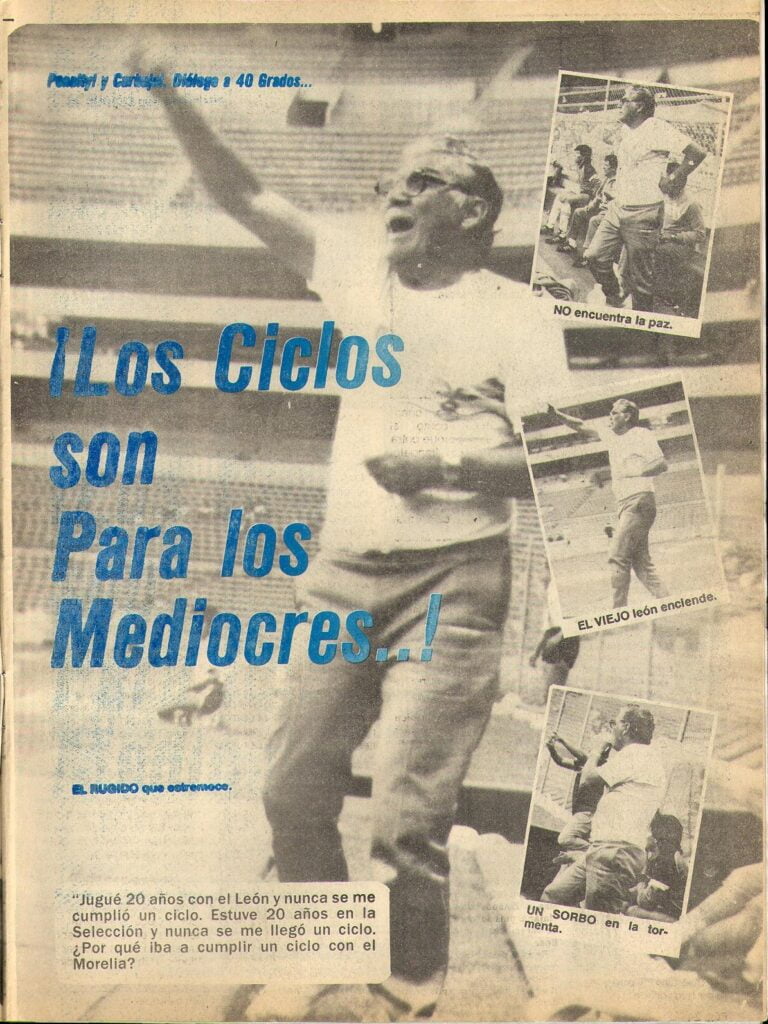 y Carbajal. Diálogo a 40 Grados...
NO encuentra la paz.
¡Los Ciclos
son
Para los
Mediocres..!
EL VIEJO león enciende.
EL RUGIDO que estremece.
"Jugué 20 años con el León y nunca se me
cumplió un ciclo. Estuve 20 años en la
Selección y nunca se me llegó un ciclo.
¿Por qué iba a cumplir un ciclo con el
Morelia?
UN SORBO en la tor-
menta.